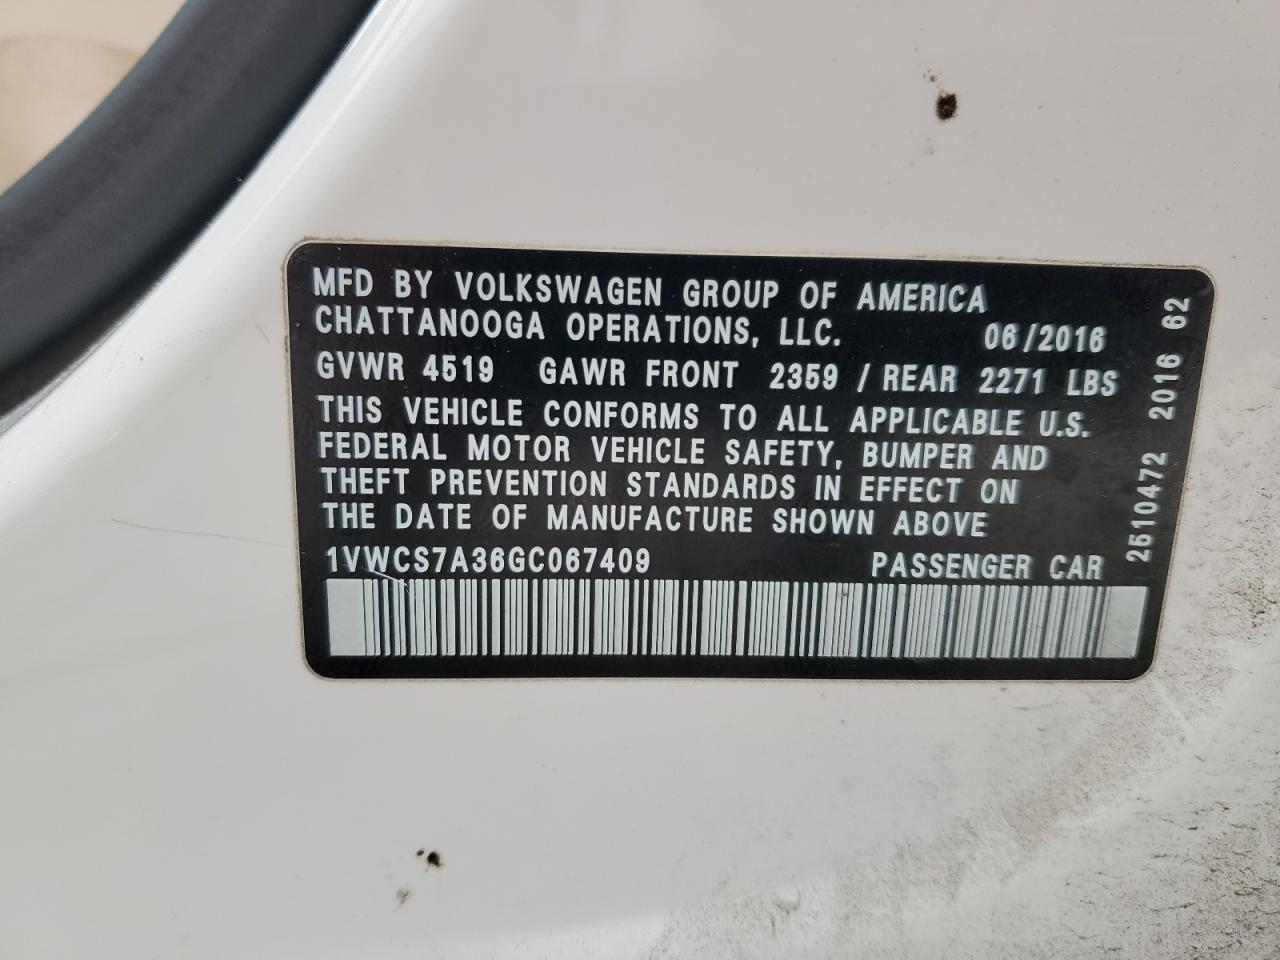 MFD BY VOLKSWAGEN GROUP OF AMERICA
CHATTANOOGA OPERATIONS, LLC. 06/2016
GVWR 4519 GAWR FRONT 2359 / REAR 2271 LBS
THIS VEHICLE CONFORMS TO ALL APPLICABLE U.S.
FEDERAL MOTOR VEHICLE SAFETY, BUMPER AND
THEFT PREVENTION STANDARDS IN EFFECT ON
THE DATE OF MANUFACTURE SHOWN ABOVE
1VWCS7A36GC067409 PASSENGER CAR
2510472 2016 62